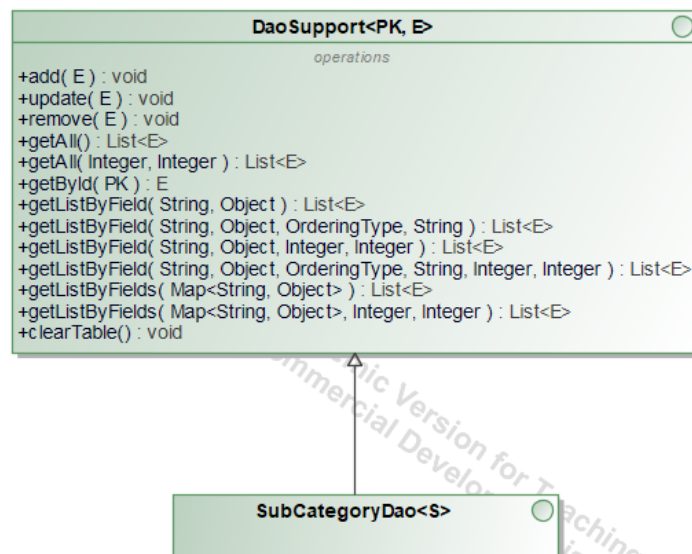 DaoSupport<PK, E>
operations
+add( E ) : void
+update( E ) : void
+remove( E ) : void
+getAll() : List<E>
+getAll( Integer, Integer ) : List<E>
+getById( PK ) : E
+getListByField( String, Object ) : List<E>
+getListByField( String, Object, OrderingType, String ) : List<E>
+getListByField( String, Object, Integer, Integer ) : List<E>
+getListByField( String, Object, OrderingType, String, Integer, Integer ) : List<E>
+getListByFields( Map<String, Object> ) : List<E>
+getListByFields( Map<String, Object>, Integer, Integer ) : List<E>
+clearTable() : void
Version for
SubCategoryDao<S>